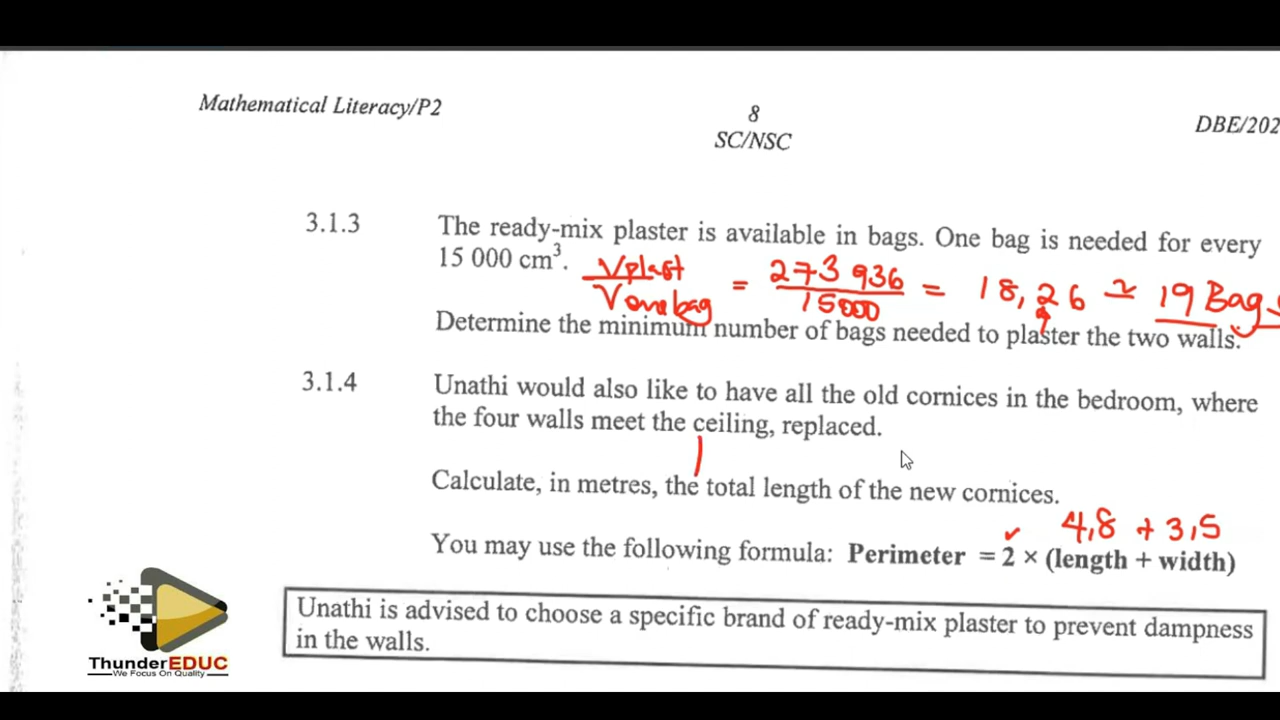 Mathematical Literacy/P2
8
SC/NSC
DBE/202
3.1.3
The ready-mix plaster is available in bags. One bag is needed for every
15 000 cm³.
Vplast / Vone bag = 273 936 / 15000 = 18,26 ≃ 19 Bags
Determine the minimum number of bags needed to plaster the two walls.
3.1.4
Unathi would also like to have all the old cornices in the bedroom, where
the four walls meet the ceiling, replaced.
Calculate, in metres, the total length of the new cornices.
4,8 + 3,5
You may use the following formula: Perimeter = 2 × (length + width)
Unathi is advised to choose a specific brand of ready-mix plaster to prevent dampness
in the walls.
ThunderEDUC
We Focus On Quality